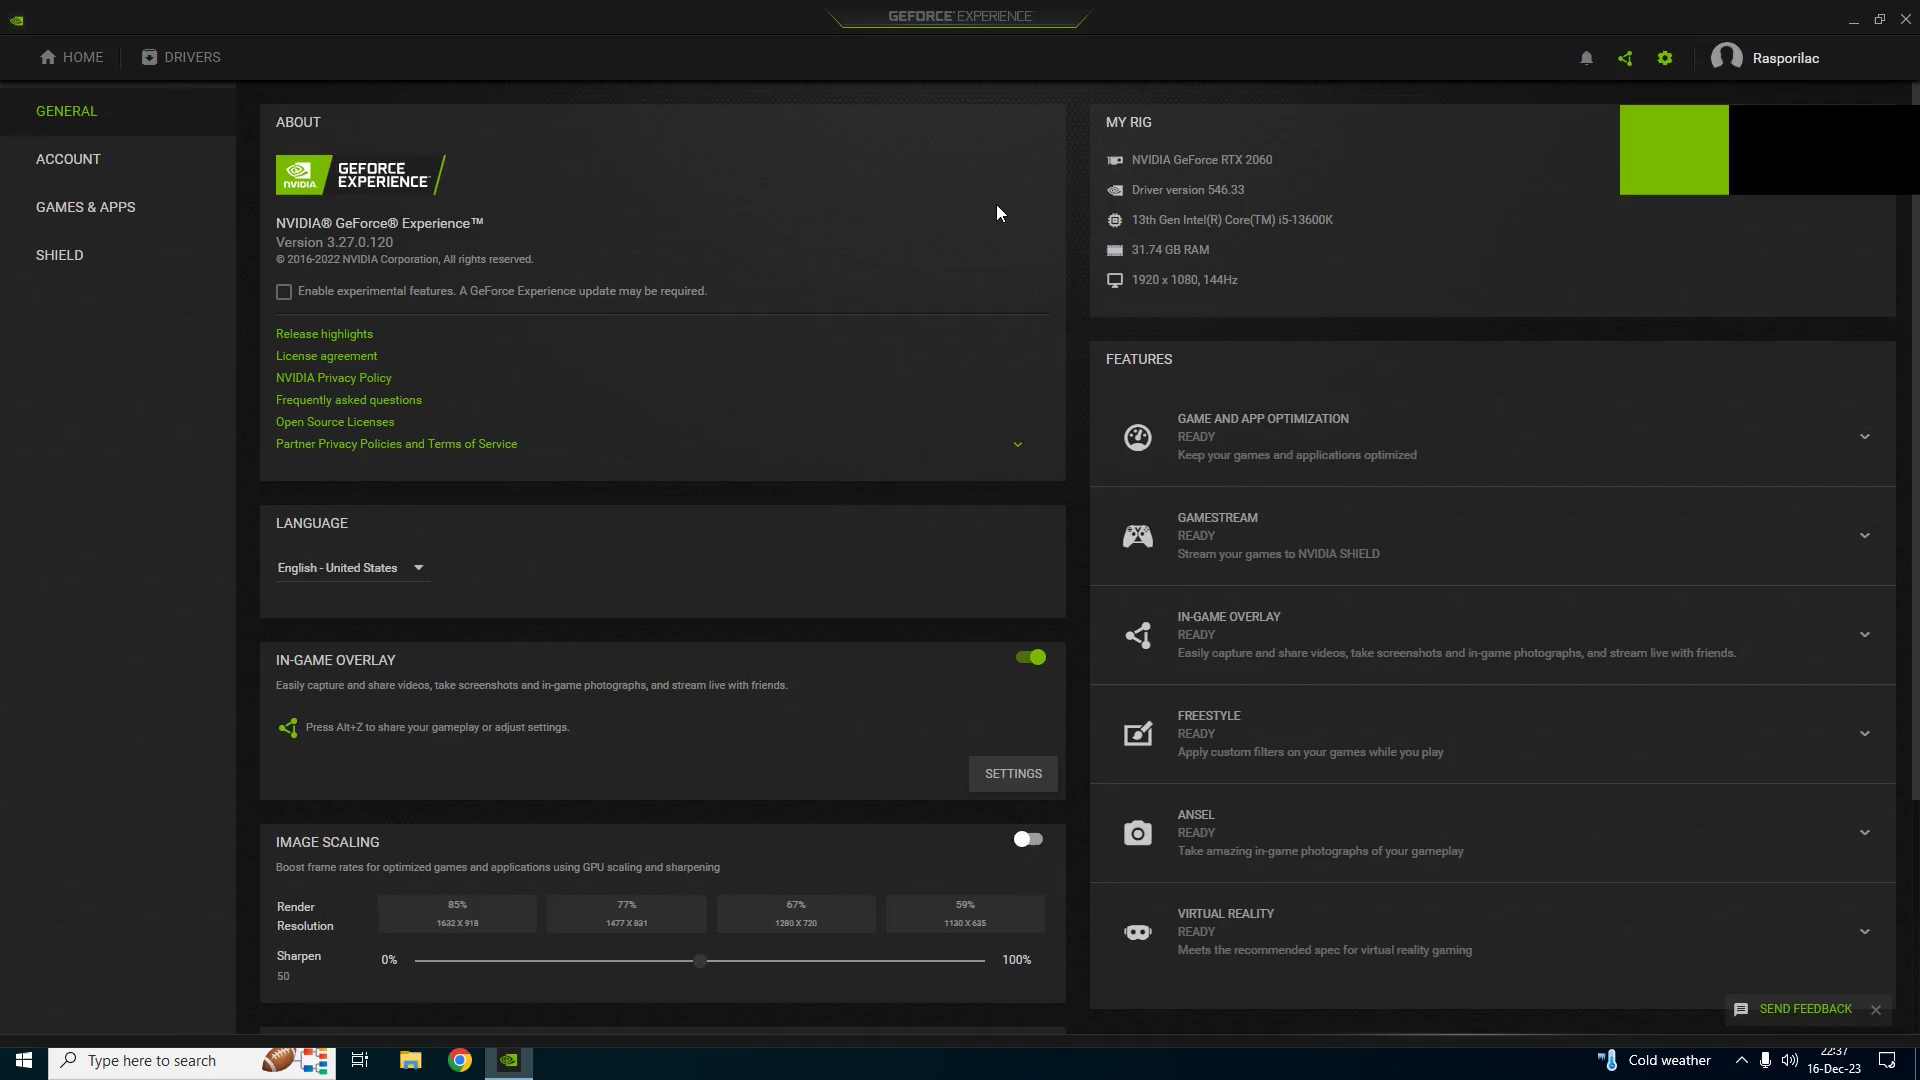 GEFORCE® EXPERIENCE
HOME
DRIVERS
Rasporilac
GENERAL
ACCOUNT
GAMES & APPS
SHIELD
ABOUT
NVIDIA.
GEFORCE
EXPERIENCE
NVIDIA® GeForce® Experience™
Version 3.27.0.120
© 2016-2022 NVIDIA Corporation, All rights reserved.
Enable experimental features. A GeForce Experience update may be required.
Release highlights
License agreement
NVIDIA Privacy Policy
Frequently asked questions
Open Source Licenses
Partner Privacy Policies and Terms of Service
LANGUAGE
English - United States
IN-GAME OVERLAY
Easily capture and share videos, take screenshots and in-game photographs, and stream live with friends.
Press Alt+Z to share your gameplay or adjust settings.
SETTINGS
IMAGE SCALING
Boost frame rates for optimized games and applications using GPU scaling and sharpening
Render
Resolution
85%
1632 X 918
77%
1477 X 831
67%
1280 X 720
59%
1130 X 635
Sharpen
50
0%
100%
MY RIG
NVIDIA GeForce RTX 2060
Driver version 546.33
13th Gen Intel(R) Core(TM) i5-13600K
31.74 GB RAM
1920 x 1080, 144Hz
FEATURES
GAME AND APP OPTIMIZATION
READY
Keep your games and applications optimized
GAMESTREAM
READY
Stream your games to NVIDIA SHIELD
IN-GAME OVERLAY
READY
Easily capture and share videos, take screenshots and in-game photographs, and stream live with friends.
FREESTYLE
READY
Apply custom filters on your games while you play
ANSEL
READY
Take amazing in-game photographs of your gameplay
VIRTUAL REALITY
READY
Meets the recommended spec for virtual reality gaming
SEND FEEDBACK
Type here to search
Cold weather
22:37
16-Dec-23